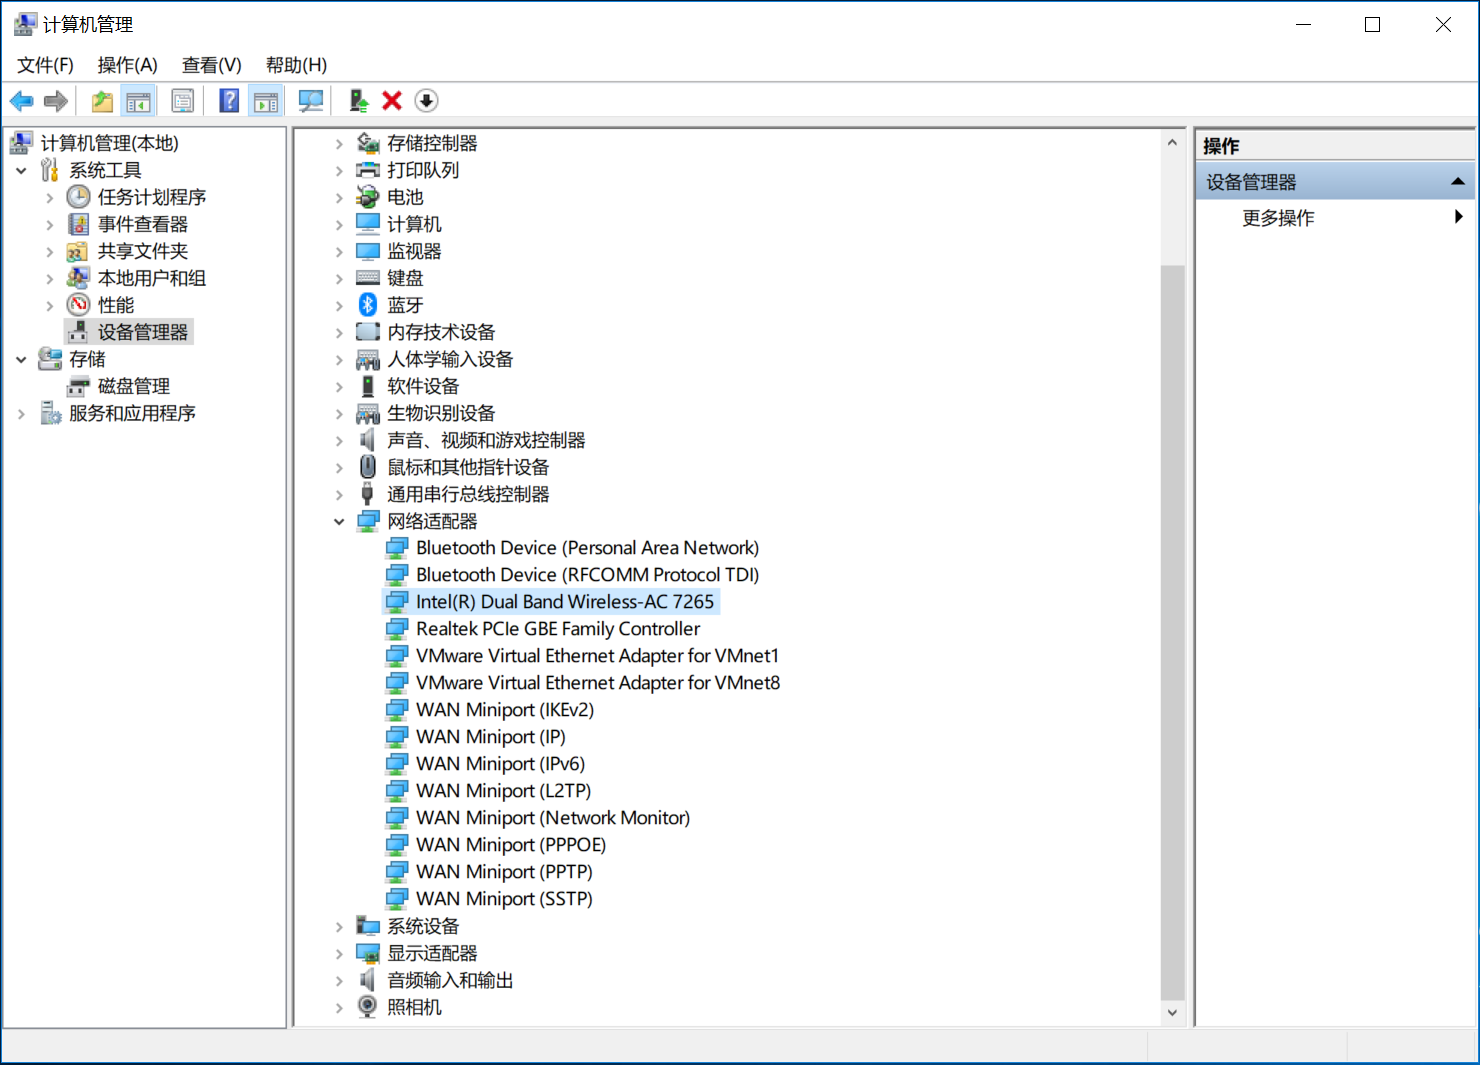 计算机管理
文件(F) 操作(A) 查看(V) 帮助(H)
计算机管理(本地)
系统工具
任务计划程序
事件查看器
共享文件夹
本地用户和组
性能
设备管理器
存储
磁盘管理
服务和应用程序
存储控制器
打印队列
电池
计算机
监视器
键盘
蓝牙
内存技术设备
人体学输入设备
软件设备
生物识别设备
声音、视频和游戏控制器
鼠标和其他指针设备
通用串行总线控制器
网络适配器
Bluetooth Device (Personal Area Network)
Bluetooth Device (RFCOMM Protocol TDI)
Intel(R) Dual Band Wireless-AC 7265
Realtek PCIe GBE Family Controller
VMware Virtual Ethernet Adapter for VMnet1
VMware Virtual Ethernet Adapter for VMnet8
WAN Miniport (IKEv2)
WAN Miniport (IP)
WAN Miniport (IPv6)
WAN Miniport (L2TP)
WAN Miniport (Network Monitor)
WAN Miniport (PPPOE)
WAN Miniport (PPTP)
WAN Miniport (SSTP)
系统设备
显示适配器
音频输入和输出
照相机
操作
设备管理器
更多操作